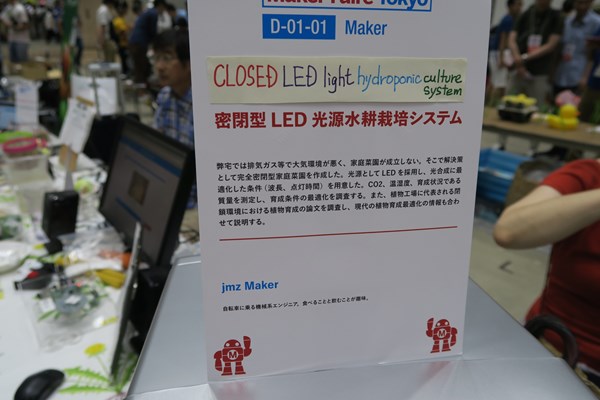 Maker Faire Tokyo
D-01-01 Maker
CLOSED LED light hydroponic culture
system
密閉型 LED 光源水耕栽培システム
弊宅では排気ガス等で大気環境が悪く、家庭菜園が成立しない。そこで解決策
として完全密閉型家庭菜園を作成した。光源として LED を採用し、光合成に最
適化した条件（波長、点灯時間）を用意した。CO2、温湿度、育成状況である
質量を測定し、育成条件の最適化を調査する。また、植物工場に代表される閉
鎖環境における植物育成の論文を調査し、現代の植物育成最適化の情報も合わ
せて説明する。
jmz Maker
自転車に乗る機械系エンジニア。食べることと飲むことが趣味。
M
M